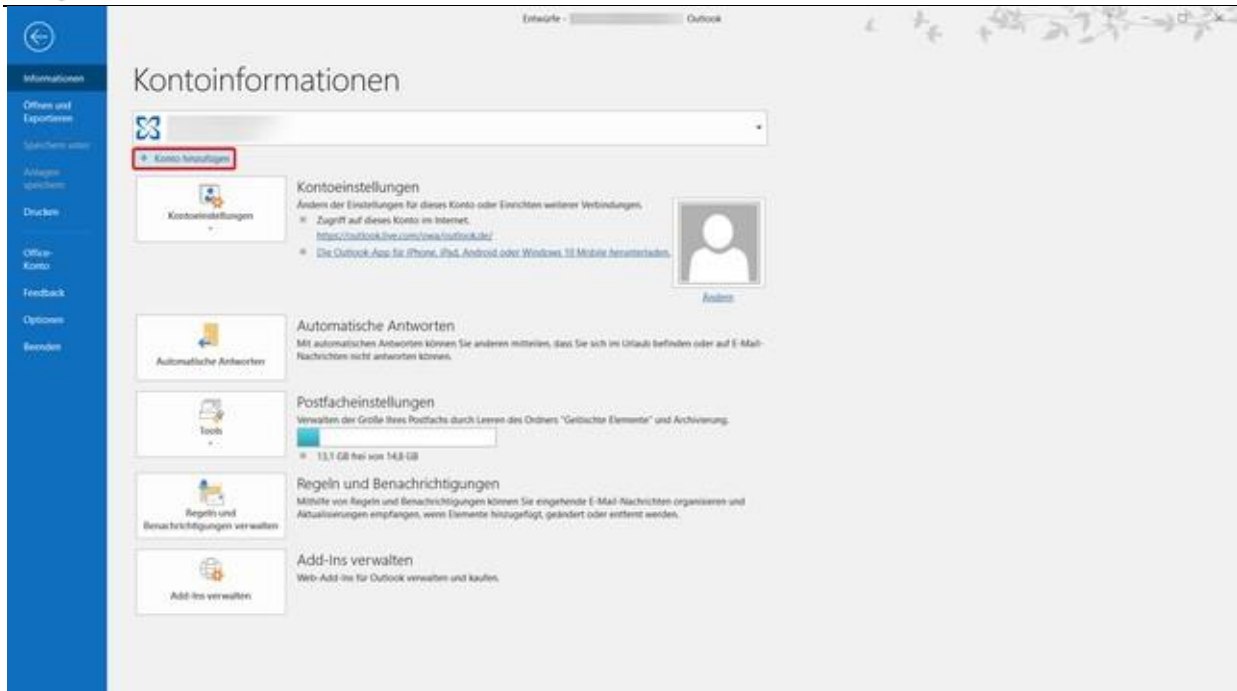 Entwürfe - Outlook
Informationen
Öffnen und
Exportieren
Speichern unter
Anlagen
speichern
Drucken
Office-
Konto
Feedback
Optionen
Beenden
Kontoinformationen
+ Konto hinzufügen
Kontoeinstellungen
Kontoeinstellungen
Ändern der Einstellungen für dieses Konto oder Einrichten weiterer Verbindungen.
Zugriff auf dieses Konto im Internet.
https://outlook.live.com/owa/outlook.de/
Die Outlook-App für iPhone, iPad, Android oder Windows 10 Mobile herunterladen.
Ändern
Automatische Antworten
Automatische Antworten
Mit automatischen Antworten können Sie anderen mitteilen, dass Sie sich im Urlaub befinden oder auf E-Mail-
Nachrichten nicht antworten können.
Tools
Postfacheinstellungen
Verwalten der Größe Ihres Postfachs durch Leeren des Ordners "Gelöschte Elemente" und Archivierung.
13,1 GB frei von 14,8 GB
Regeln und
Benachrichtigungen verwalten
Regeln und Benachrichtigungen
Mithilfe von Regeln und Benachrichtigungen können Sie eingehende E-Mail-Nachrichten organisieren und
Aktualisierungen empfangen, wenn Elemente hinzugefügt, geändert oder entfernt werden.
Add-Ins verwalten
Add-Ins verwalten
Web-Add-Ins für Outlook verwalten und kaufen.